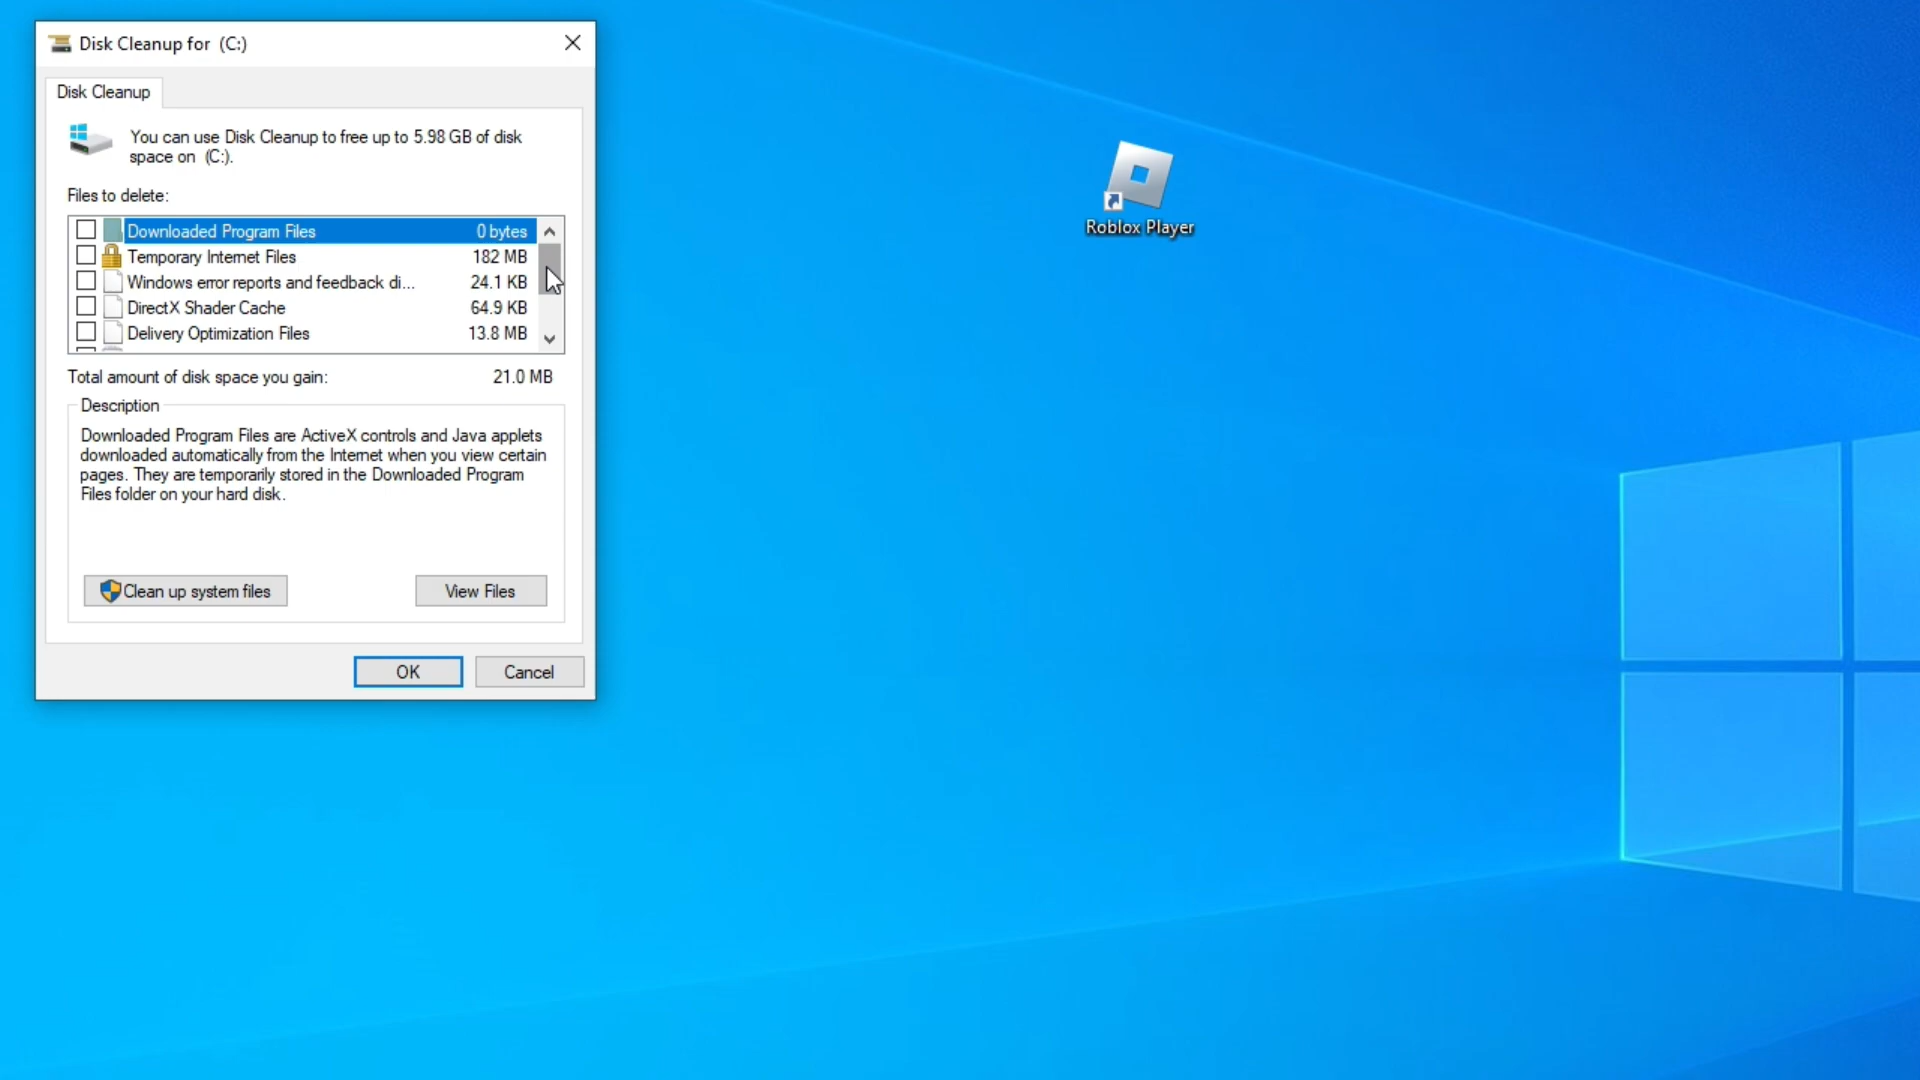 Disk Cleanup for (C:)
Disk Cleanup
You can use Disk Cleanup to free up to 5.98 GB of disk
space on (C:).
Files to delete:
Downloaded Program Files 0 bytes
Temporary Internet Files 182 MB
Windows error reports and feedback di... 24.1 KB
DirectX Shader Cache 64.9 KB
Delivery Optimization Files 13.8 MB
Total amount of disk space you gain: 21.0 MB
Description
Downloaded Program Files are ActiveX controls and Java applets
downloaded automatically from the Internet when you view certain
pages. They are temporarily stored in the Downloaded Program
Files folder on your hard disk.
Clean up system files View Files
OK Cancel
Roblox Player